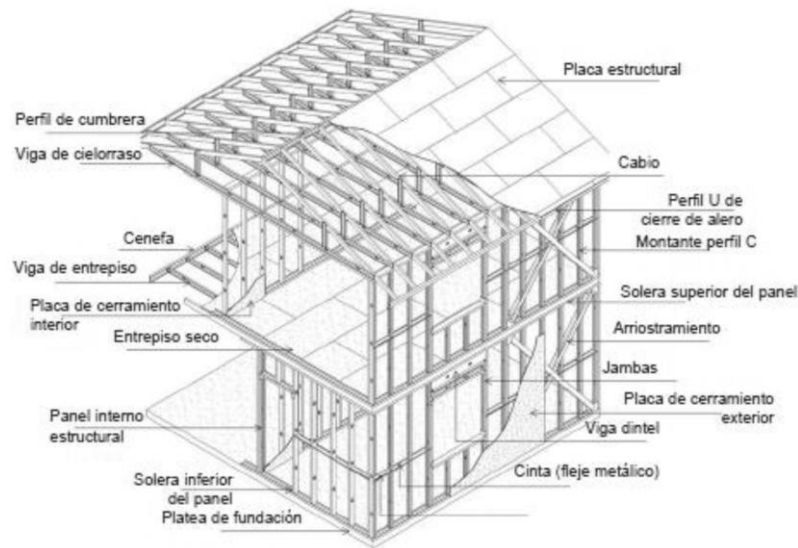 Placa estructural
Perfil de cumbrera
Viga de cielorraso
Cabio
Perfil U de
cierre de alero
Cenefa
Montante perfil C
Viga de entrepiso
Solera superior del panel
Placa de cerramiento
interior
Arriostramiento
Entrepiso seco
Jambas
Placa de cerramiento
exterior
Panel interno
estructural
Viga dintel
Cinta (fleje metálico)
Solera inferior
del panel
Platea de fundación